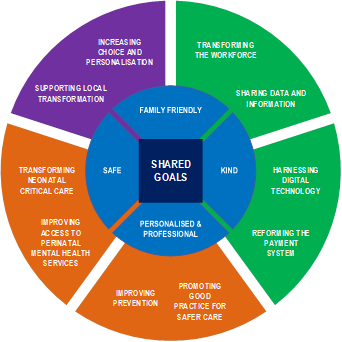 INCREASING
CHOICE AND
PERSONALISATION
SUPPORTING LOCAL
TRANSFORMATION
TRANSFORMING
THE WORKFORCE
SHARING DATA AND
INFORMATION
FAMILY FRIENDLY
SAFE
SHARED
GOALS
KIND
PERSONALISED &
PROFESSIONAL
TRANSFORMING
NEONATAL
CRITICAL CARE
IMPROVING
ACCESS TO
PERNATAL
MENTAL HEALTH
SERVICES
HARNESSING
DIGITAL
TECHNOLOGY
REFORMING THE
PAYMENT
SYSTEM
IMPROVING
PREVENTION
PROMOTING
GOOD
PRACTICE FOR
SAFER CARE